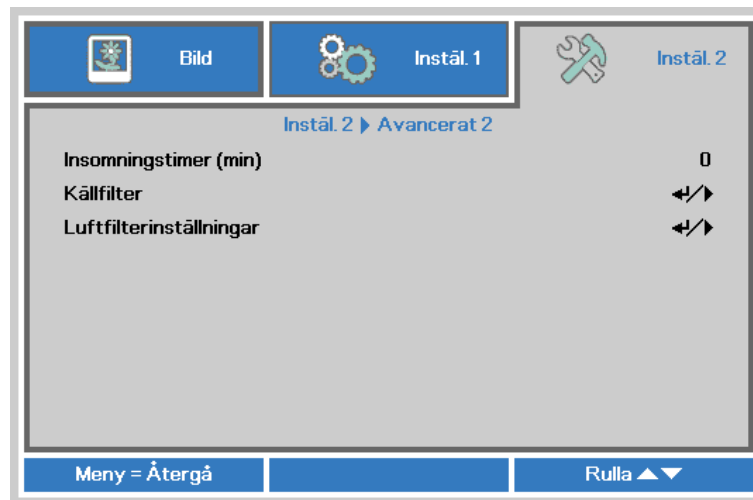 Bild
Instäl. 1
Instäl. 2
Instäl. 2 ▶ Avancerat 2
Insomningstimer (min) 0
Källfilter ↵/▶
Luftfilterinställningar ↵/▶
Meny = Återgå
Rulla ▲▼